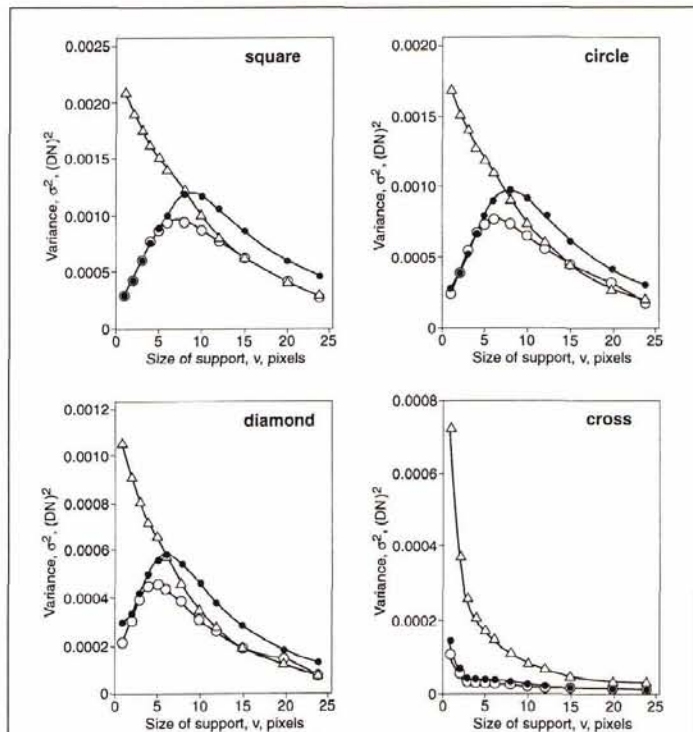 square
0.0025
0.0020
0.0015
0.0010
0.0005
0
Variance, σ², (DN)²
0 5 10 15 20 25
Size of support, v, pixels
circle
0.0020
0.0015
0.0010
0.0005
0
Variance, σ², (DN)²
0 5 10 15 20 25
Size of support, v, pixels
diamond
0.0012
0.0010
0.0008
0.0006
0.0004
0.0002
0
Variance, σ², (DN)²
0 5 10 15 20 25
Size of support, v, pixels
cross
0.0008
0.0006
0.0004
0.0002
0
Variance, σ², (DN)²
0 5 10 15 20 25
Size of support, v, pixels